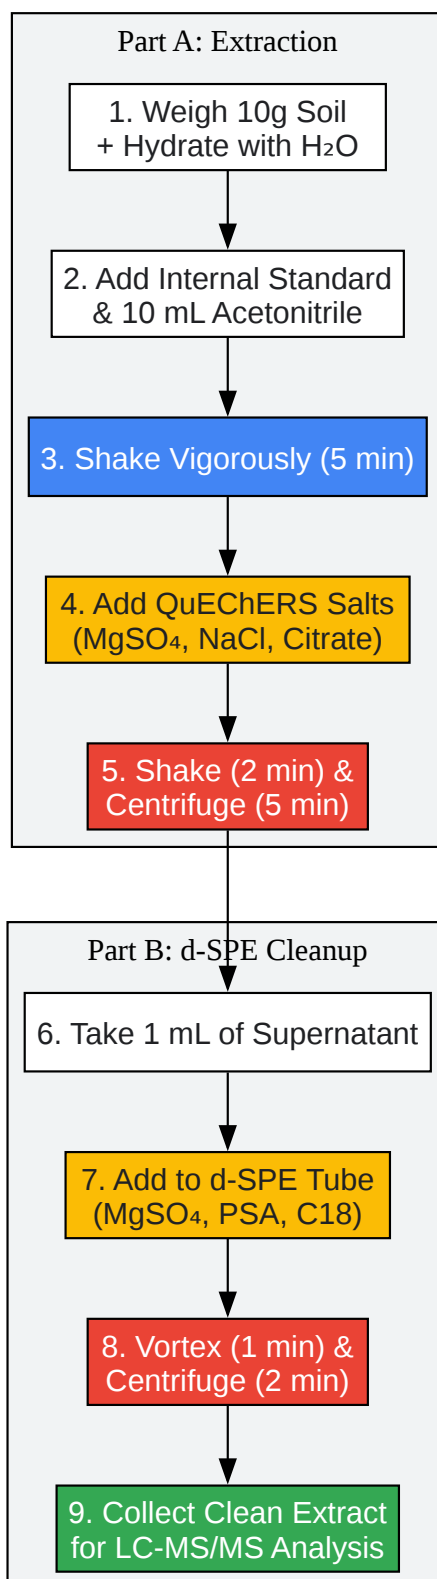 Part A: Extraction
1. Weigh 10g Soil
+ Hydrate with H₂O
2. Add Internal Standard
& 10 mL Acetonitrile
3. Shake Vigorously (5 min)
4. Add QuEChERS Salts
(MgSO₄, NaCl, Citrate)
5. Shake (2 min) &
Centrifuge (5 min)
Part B: d-SPE Cleanup
6. Take 1 mL of Supernatant
7. Add to d-SPE Tube
(MgSO₄, PSA, C18)
8. Vortex (1 min) &
Centrifuge (2 min)
9. Collect Clean Extract
for LC-MS/MS Analysis